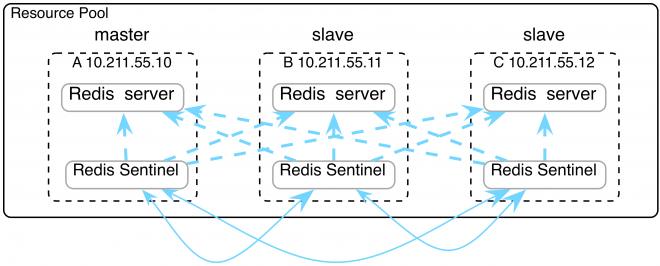 Resource Pool
master
slave
slave
A 10.211.55.10
B 10.211.55.11
C 10.211.55.12
Redis server
Redis server
Redis server
Redis Sentinel
Redis Sentinel
Redis Sentinel